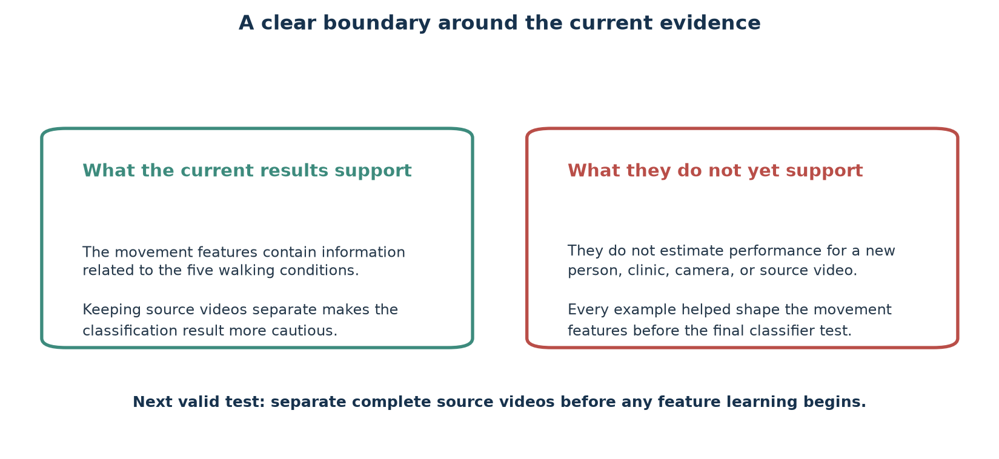 A clear boundary around the current evidence
What the current results support
The movement features contain information
related to the five walking conditions.
Keeping source videos separate makes the
classification result more cautious.
What they do not yet support
They do not estimate performance for a new
person, clinic, camera, or source video.
Every example helped shape the movement
features before the final classifier test.
Next valid test: separate complete source videos before any feature learning begins.